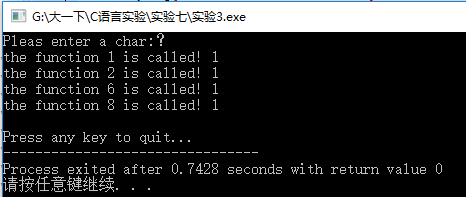 G:\大一下\C语言实验\实验七\实验3.exe
Pleas enter a char:?
the function 1 is called! 1
the function 2 is called! 1
the function 6 is called! 1
the function 8 is called! 1
Press any key to quit...
--------------------------------
Process exited after 0.7428 seconds with return value 0
请按任意键继续. . .